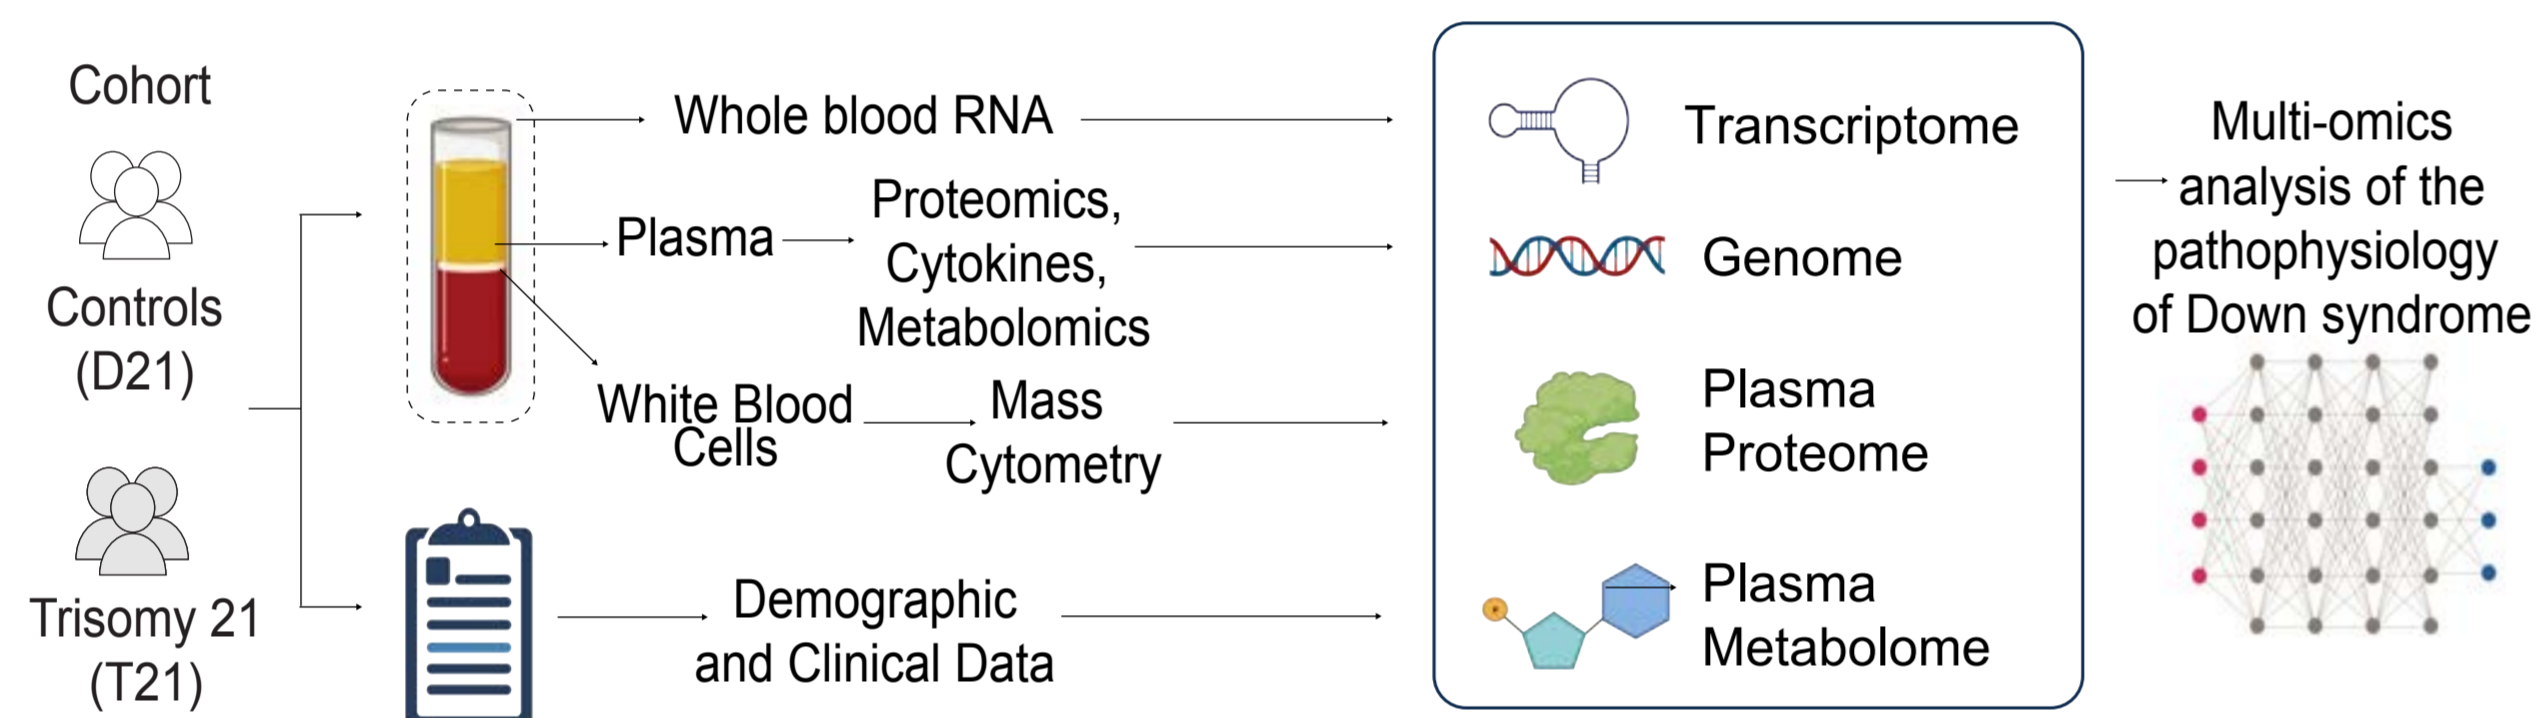 Cohort
Controls
(D21)
Trisomy 21
(T21)
Whole blood RNA
Plasma
Proteomics,
Cytokines,
Metabolomics
White Blood
Cells
Mass
Cytometry
Demographic
and Clinical Data
Transcriptome
Genome
Plasma
Proteome
Plasma
Metabolome
Multi-omics
analysis of the
pathophysiology
of Down syndrome